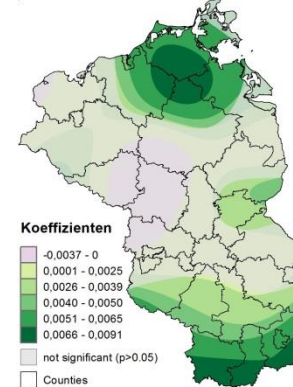 Koeffizienten
-0,0037 - 0
0,0001 - 0,0025
0,0026 - 0,0039
0,0040 - 0,0050
0,0051 - 0,0065
0,0066 - 0,0091
not significant (p>0.05)
Counties